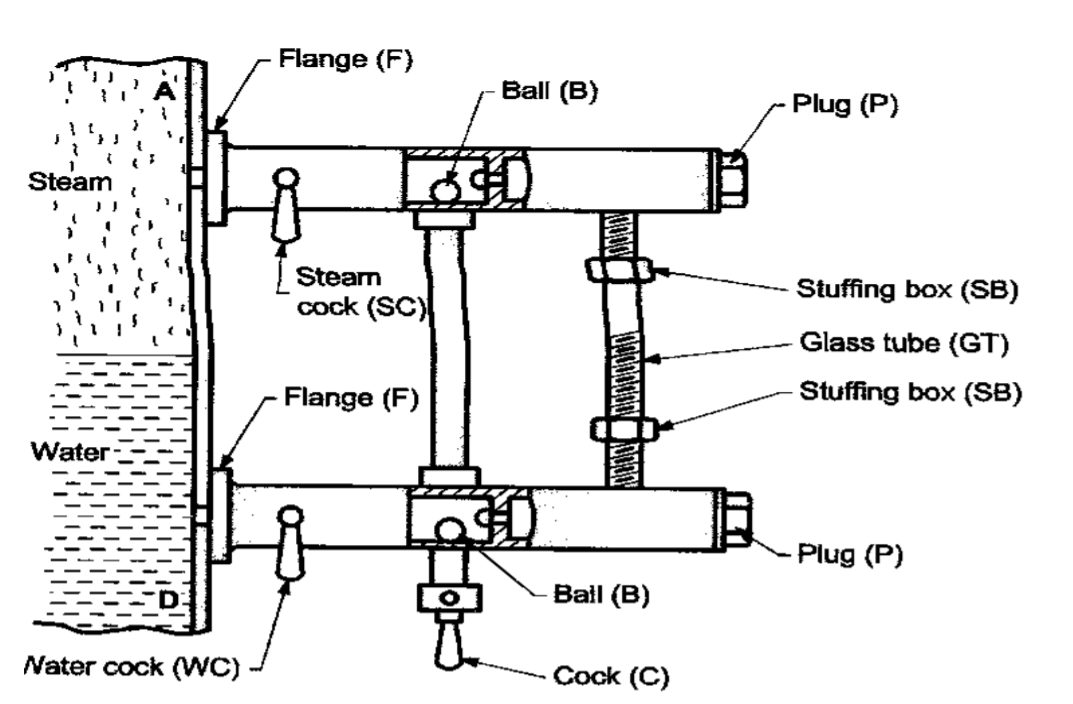 Flange (F)
Ball (B)
Plug (P)
A
Steam
Steam
cock (SC)
Stuffing box (SB)
Glass tube (GT)
Stuffing box (SB)
Flange (F)
Water
Plug (P)
D
Ball (B)
Water cock (WC)
Cock (C)